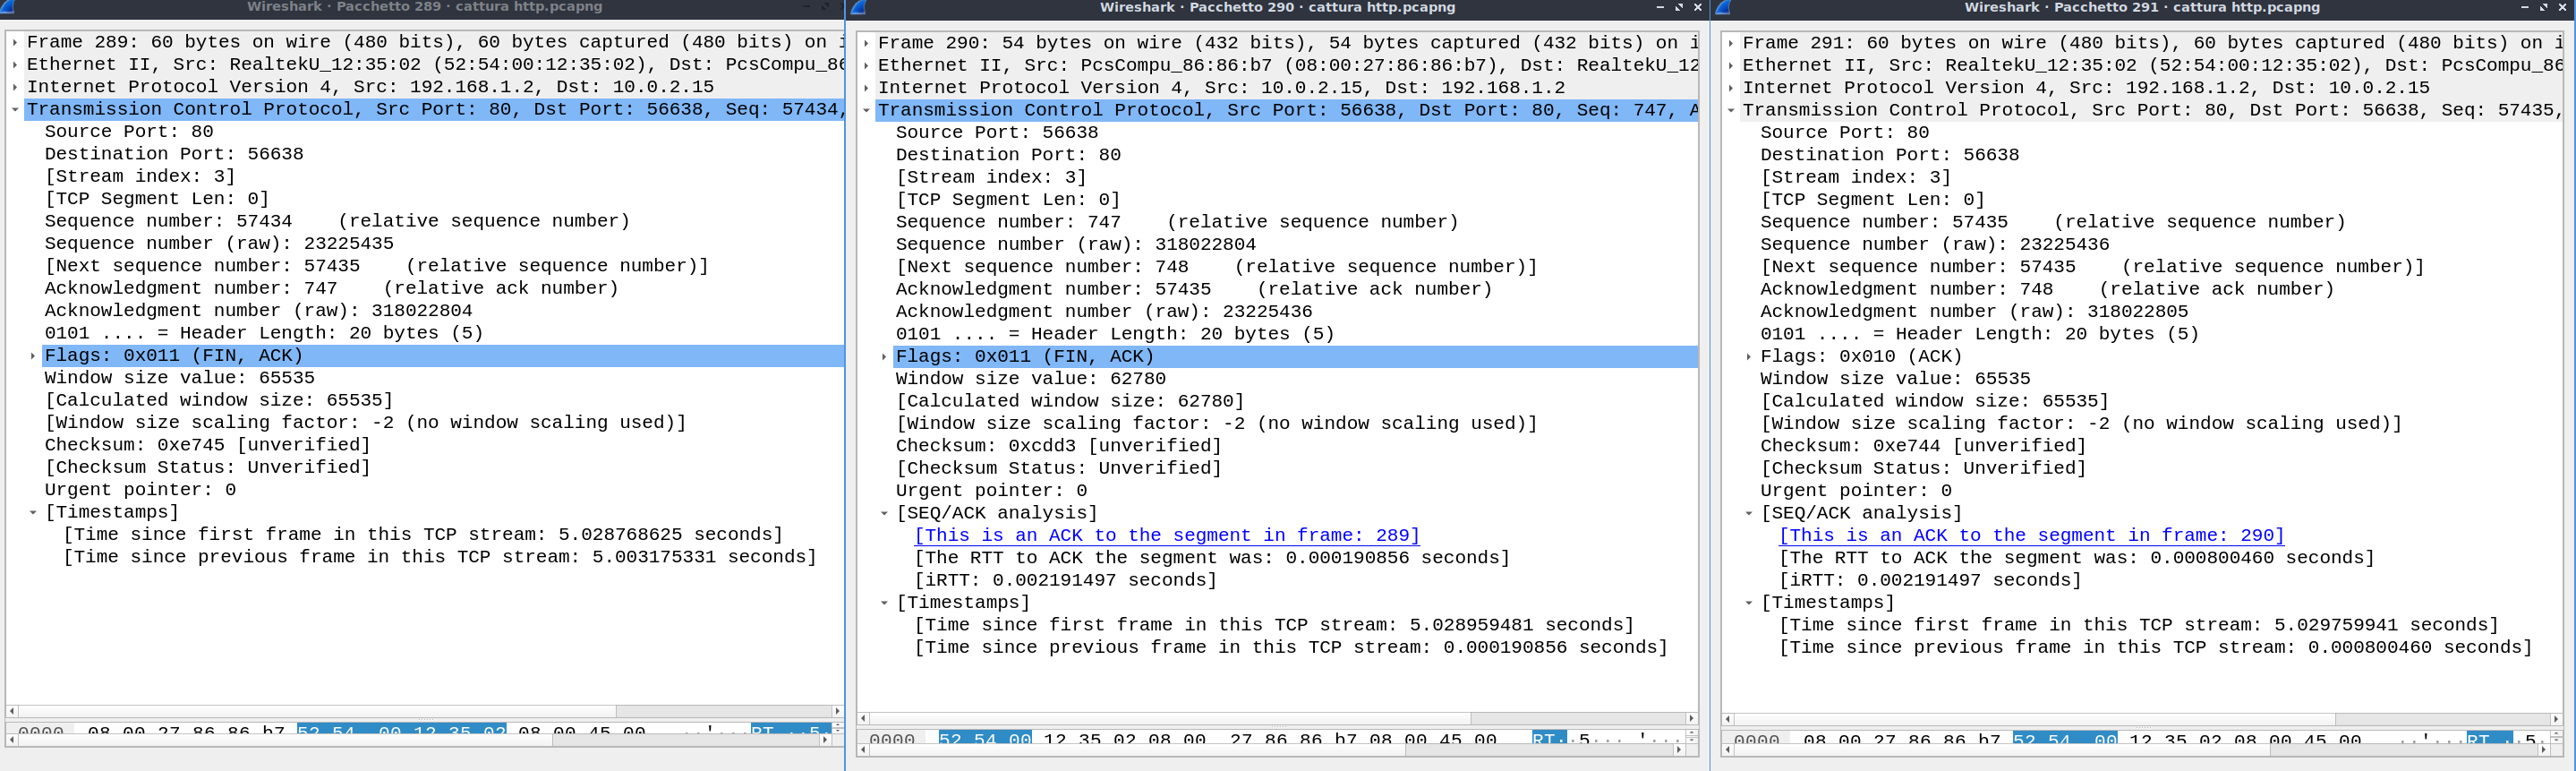 Wireshark · Pacchetto 289 · cattura http.pcapng
Frame 289: 60 bytes on wire (480 bits), 60 bytes captured (480 bits) on i
Ethernet II, Src: RealtekU_12:35:02 (52:54:00:12:35:02), Dst: PcsCompu_86
Internet Protocol Version 4, Src: 192.168.1.2, Dst: 10.0.2.15
Transmission Control Protocol, Src Port: 80, Dst Port: 56638, Seq: 57434,
Source Port: 80
Destination Port: 56638
[Stream index: 3]
[TCP Segment Len: 0]
Sequence number: 57434    (relative sequence number)
Sequence number (raw): 23225435
[Next sequence number: 57435    (relative sequence number)]
Acknowledgment number: 747    (relative ack number)
Acknowledgment number (raw): 318022804
0101 .... = Header Length: 20 bytes (5)
Flags: 0x011 (FIN, ACK)
Window size value: 65535
[Calculated window size: 65535]
[Window size scaling factor: -2 (no window scaling used)]
Checksum: 0xe745 [unverified]
[Checksum Status: Unverified]
Urgent pointer: 0
[Timestamps]
[Time since first frame in this TCP stream: 5.028768625 seconds]
[Time since previous frame in this TCP stream: 5.003175331 seconds]
0000 08 00 27 86 86 b7 52 54 00 12 35 02 08 00 45 00 ··'···RT ··5·
Wireshark · Pacchetto 290 · cattura http.pcapng
Frame 290: 54 bytes on wire (432 bits), 54 bytes captured (432 bits) on i
Ethernet II, Src: PcsCompu_86:86:b7 (08:00:27:86:86:b7), Dst: RealtekU_12
Internet Protocol Version 4, Src: 10.0.2.15, Dst: 192.168.1.2
Transmission Control Protocol, Src Port: 56638, Dst Port: 80, Seq: 747, A
Source Port: 56638
Destination Port: 80
[Stream index: 3]
[TCP Segment Len: 0]
Sequence number: 747    (relative sequence number)
Sequence number (raw): 318022804
[Next sequence number: 748    (relative sequence number)]
Acknowledgment number: 57435    (relative ack number)
Acknowledgment number (raw): 23225436
0101 .... = Header Length: 20 bytes (5)
Flags: 0x011 (FIN, ACK)
Window size value: 62780
[Calculated window size: 62780]
[Window size scaling factor: -2 (no window scaling used)]
Checksum: 0xcdd3 [unverified]
[Checksum Status: Unverified]
Urgent pointer: 0
[SEQ/ACK analysis]
[This is an ACK to the segment in frame: 289]
[The RTT to ACK the segment was: 0.000190856 seconds]
[iRTT: 0.002191497 seconds]
[Timestamps]
[Time since first frame in this TCP stream: 5.028959481 seconds]
[Time since previous frame in this TCP stream: 0.000190856 seconds]
0000 52 54 00 12 35 02 08 00 27 86 86 b7 08 00 45 00 RT··5··· '···
Wireshark · Pacchetto 291 · cattura http.pcapng
Frame 291: 60 bytes on wire (480 bits), 60 bytes captured (480 bits) on i
Ethernet II, Src: RealtekU_12:35:02 (52:54:00:12:35:02), Dst: PcsCompu_86
Internet Protocol Version 4, Src: 192.168.1.2, Dst: 10.0.2.15
Transmission Control Protocol, Src Port: 80, Dst Port: 56638, Seq: 57435,
Source Port: 80
Destination Port: 56638
[Stream index: 3]
[TCP Segment Len: 0]
Sequence number: 57435    (relative sequence number)
Sequence number (raw): 23225436
[Next sequence number: 57435    (relative sequence number)]
Acknowledgment number: 748    (relative ack number)
Acknowledgment number (raw): 318022805
0101 .... = Header Length: 20 bytes (5)
Flags: 0x010 (ACK)
Window size value: 65535
[Calculated window size: 65535]
[Window size scaling factor: -2 (no window scaling used)]
Checksum: 0xe744 [unverified]
[Checksum Status: Unverified]
Urgent pointer: 0
[SEQ/ACK analysis]
[This is an ACK to the segment in frame: 290]
[The RTT to ACK the segment was: 0.000800460 seconds]
[iRTT: 0.002191497 seconds]
[Timestamps]
[Time since first frame in this TCP stream: 5.029759941 seconds]
[Time since previous frame in this TCP stream: 0.000800460 seconds]
0000 08 00 27 86 86 b7 52 54 00 12 35 02 08 00 45 00 ··'···RT ··5·